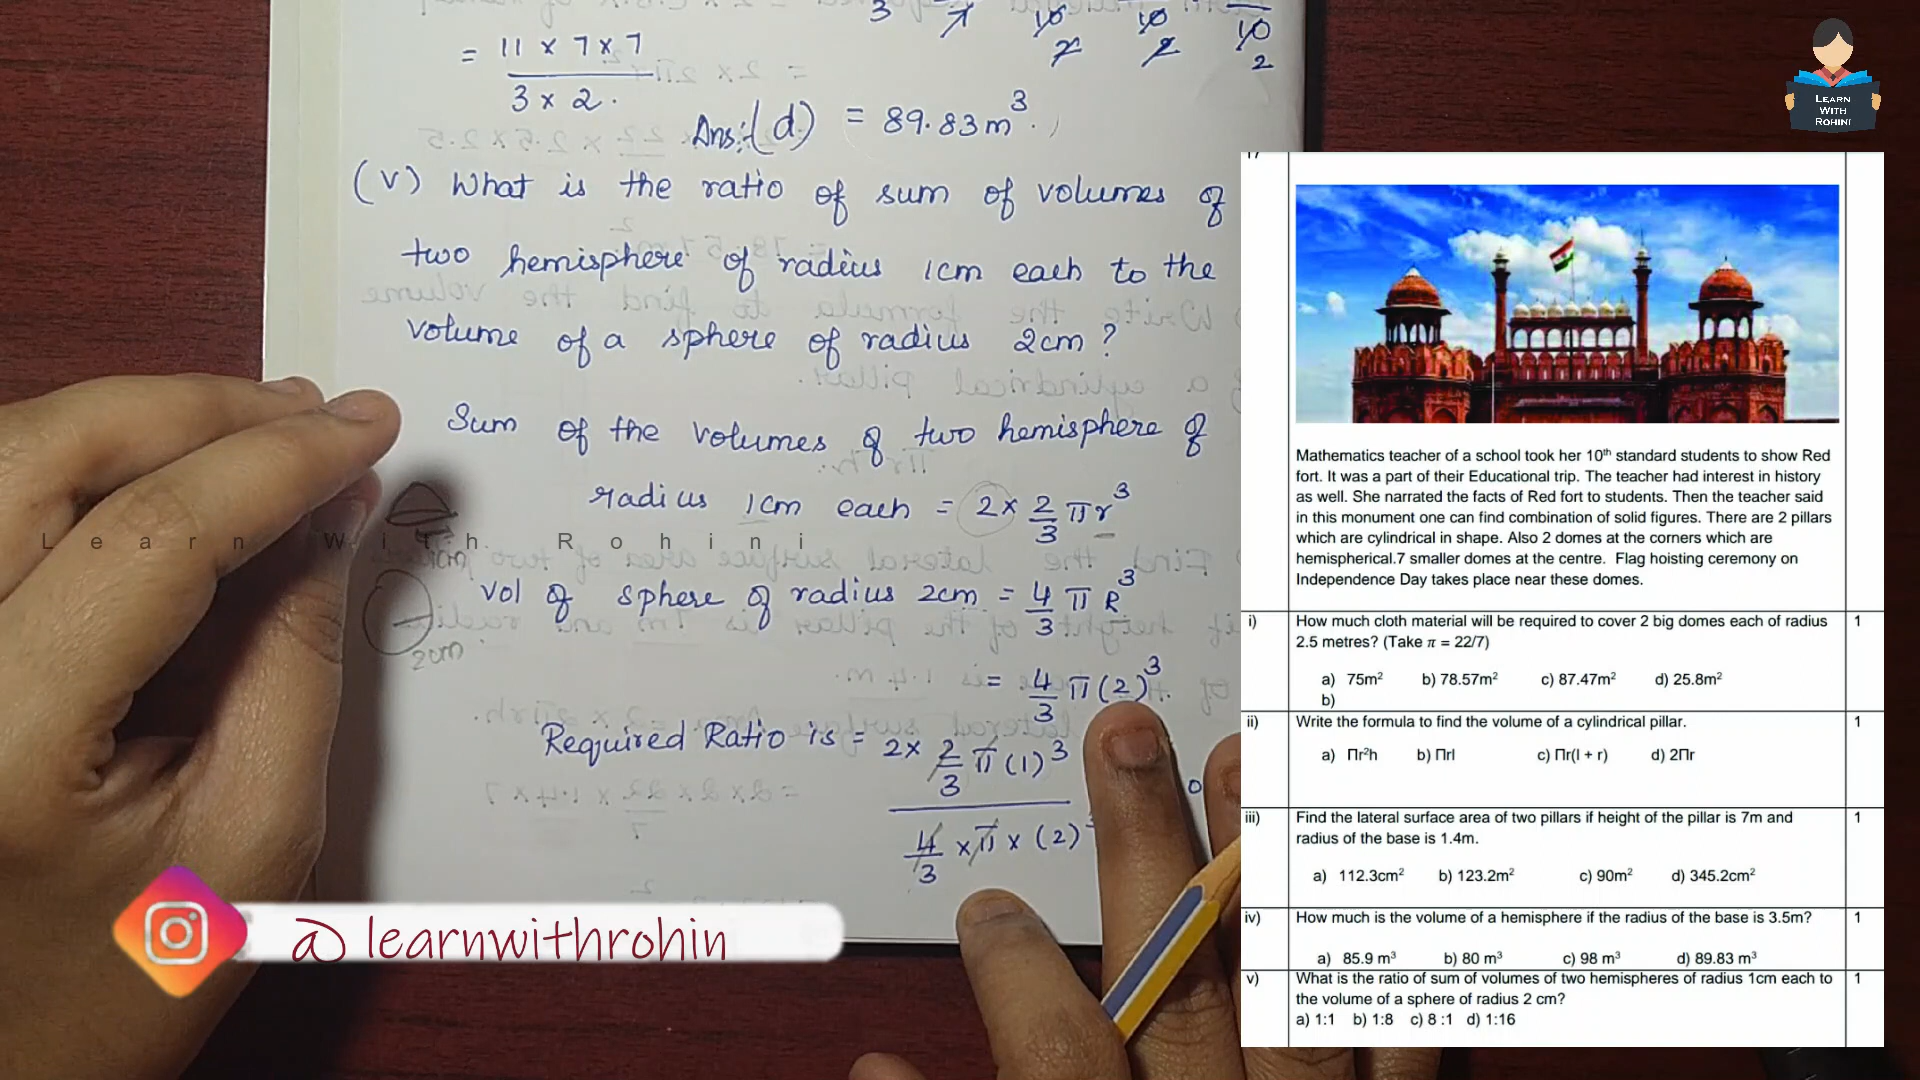 = 11 × 7 × 7
3 × 2 .
3 7 10 10 10
2 2 2
Ans:- (d) = 89.83 m³.
(v) What is the ratio of sum of volumes of
two hemisphere of radius 1cm each to the
volume of a sphere of radius 2cm ?
Sum of the volumes of two hemisphere of
radius 1cm each = 2 × 2/3 π r³
1cm
Vol of sphere of radius 2cm = 4/3 π R³
2cm
= 4/3 π (2)³.
Required Ratio is = 2 × 2/3 π (1)³
4/3 × π × (2)
Learn With Rohini
@ learnwithrohin
LEARN
WITH
ROHINI
Mathematics teacher of a school took her 10th standard students to show Red
fort. It was a part of their Educational trip. The teacher had interest in history
as well. She narrated the facts of Red fort to students. Then the teacher said
in this monument one can find combination of solid figures. There are 2 pillars
which are cylindrical in shape. Also 2 domes at the corners which are
hemispherical.7 smaller domes at the centre. Flag hoisting ceremony on
Independence Day takes place near these domes.
i) How much cloth material will be required to cover 2 big domes each of radius 1
2.5 metres? (Take π = 22/7)
a) 75m² b) 78.57m² c) 87.47m² d) 25.8m²
b)
ii) Write the formula to find the volume of a cylindrical pillar. 1
a) Πr²h b) Πrl c) Πr(l + r) d) 2Πr
iii) Find the lateral surface area of two pillars if height of the pillar is 7m and 1
radius of the base is 1.4m.
a) 112.3cm² b) 123.2m² c) 90m² d) 345.2cm²
iv) How much is the volume of a hemisphere if the radius of the base is 3.5m? 1
a) 85.9 m³ b) 80 m³ c) 98 m³ d) 89.83 m³
v) What is the ratio of sum of volumes of two hemispheres of radius 1cm each to 1
the volume of a sphere of radius 2 cm?
a) 1:1 b) 1:8 c) 8 :1 d) 1:16